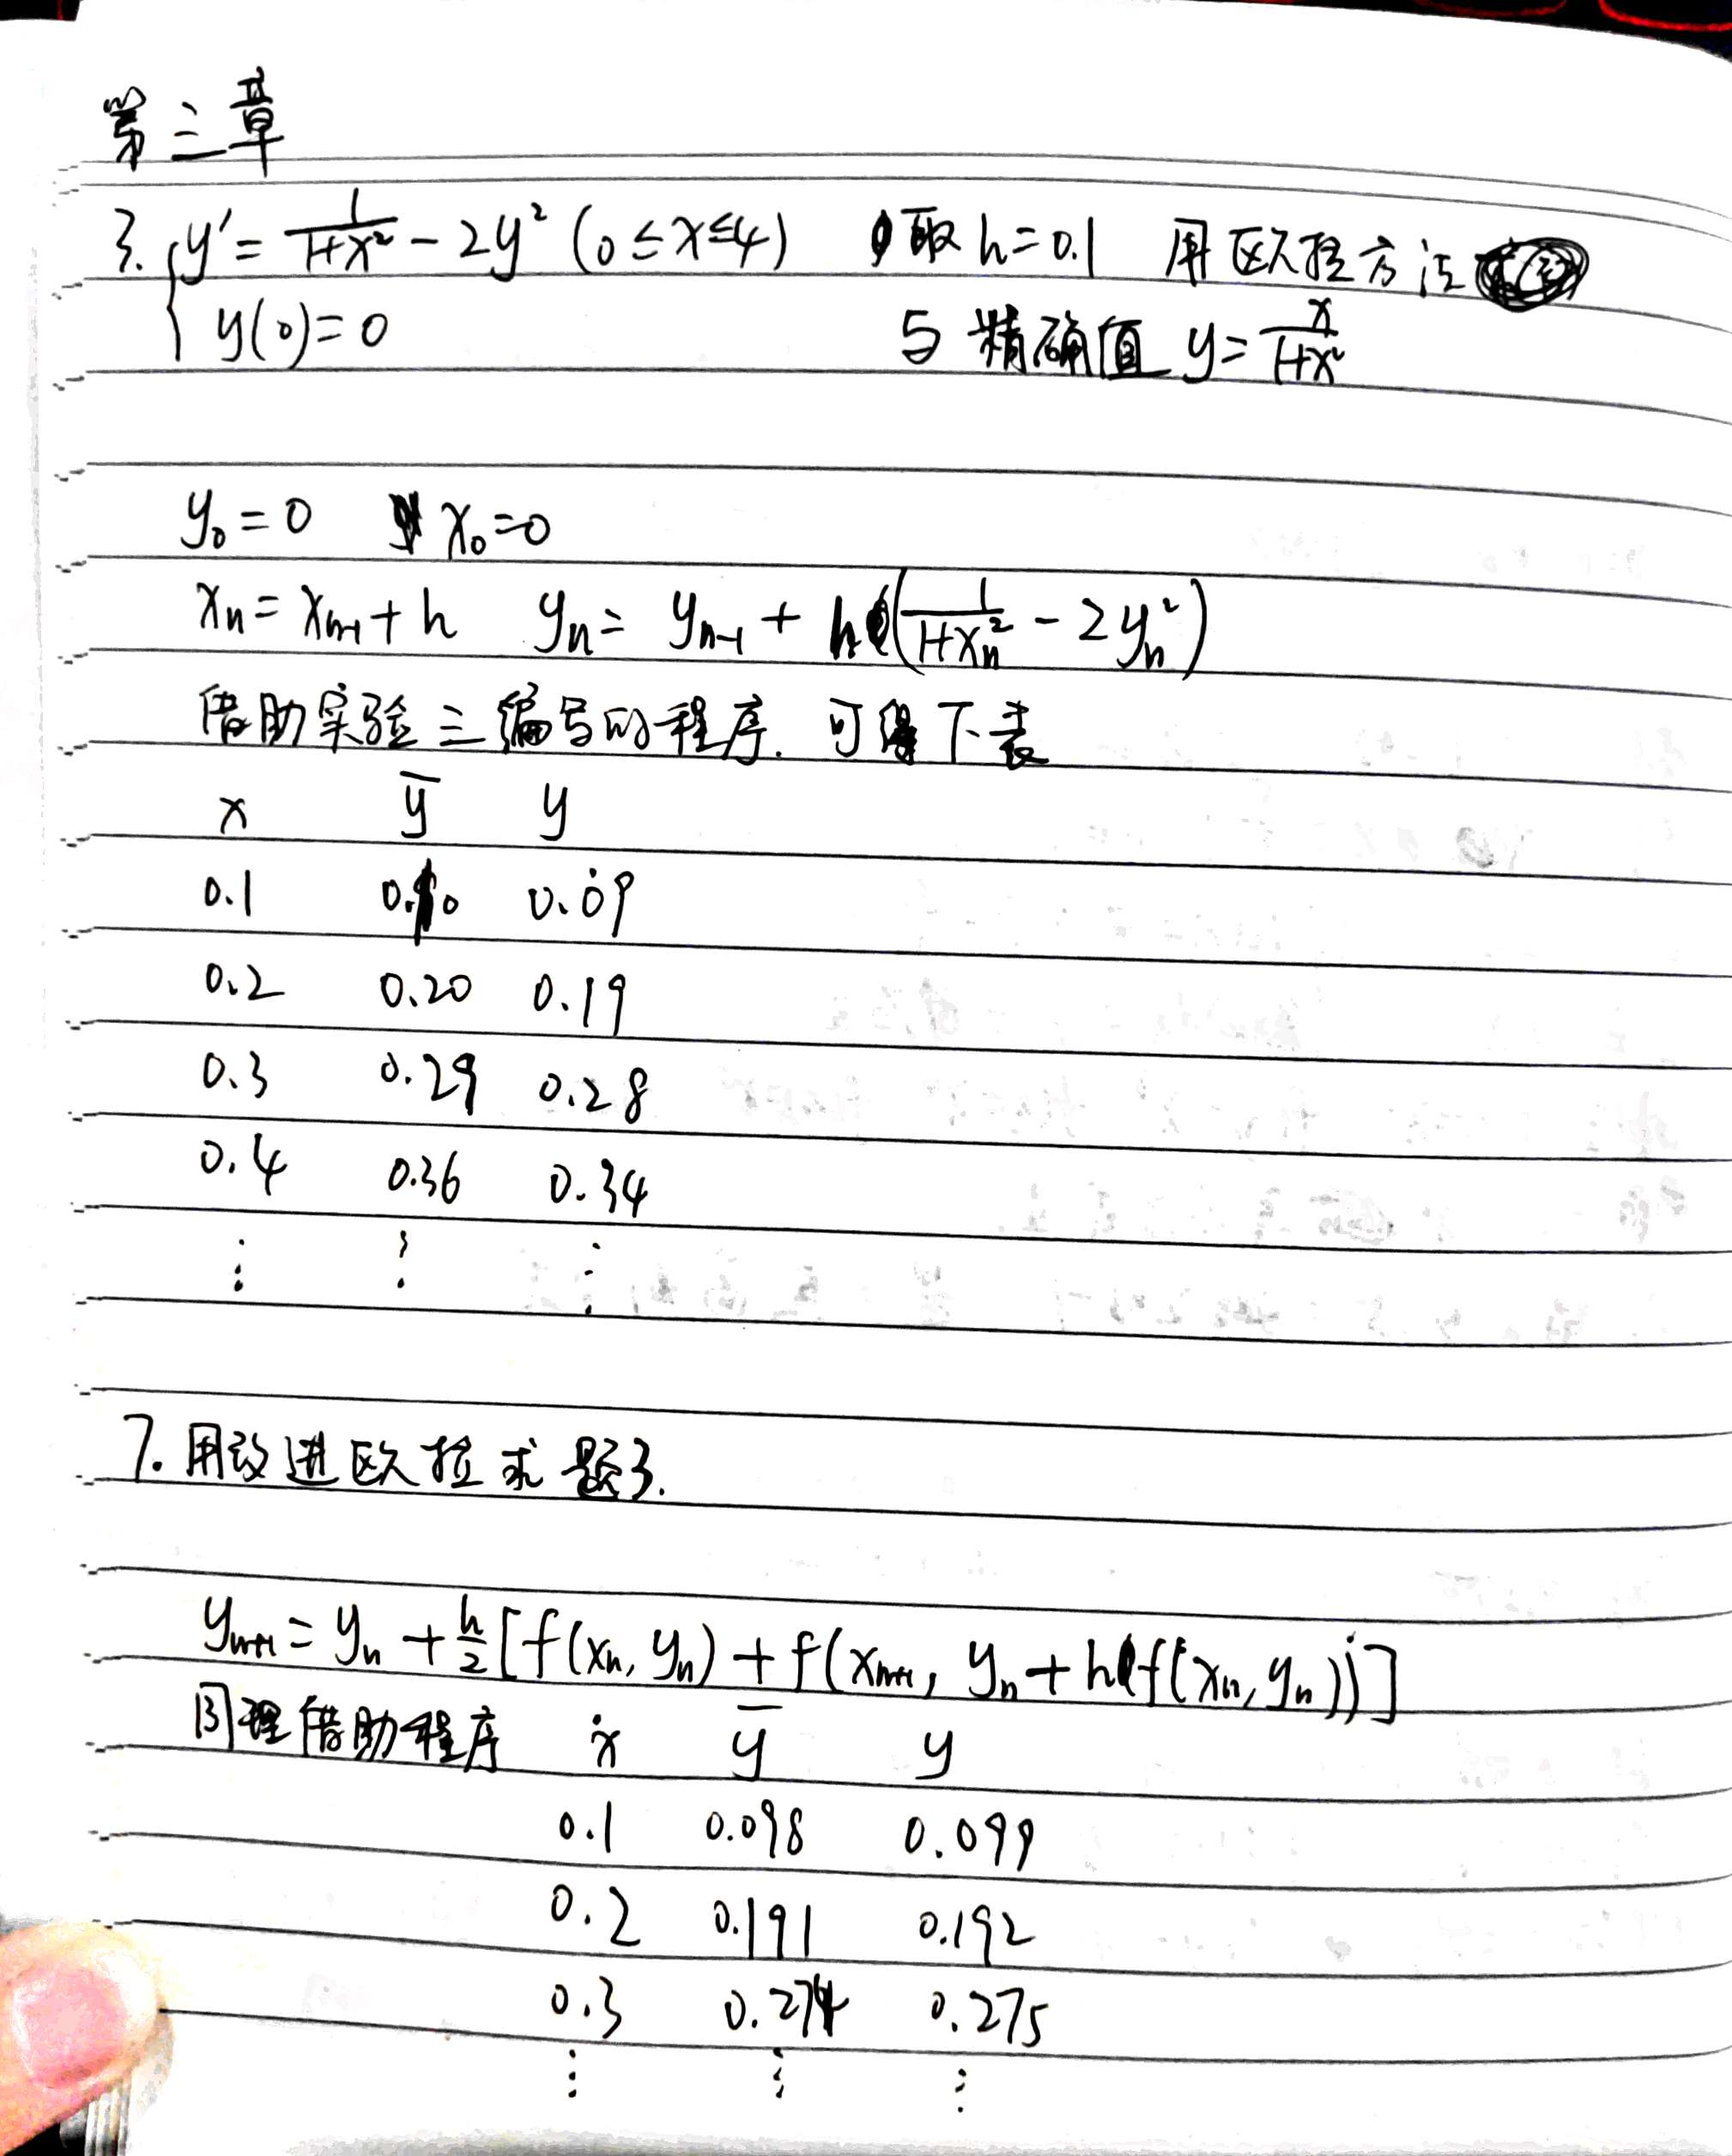 第三章
3. { y' = 1/(1+x²) - 2y² (0≤x≤4) 取 h=0.1 用欧拉方法
y(0)=0 与精确值 y= x/(1+x²)
y₀=0 x₀=0
xₙ = xₙ₋₁+h yₙ = yₙ₋₁ + h(1/(1+xₙ²) - 2yₙ²)
借助实验三编写的程序. 可得下表
x ȳ y
0.1 0.10 0.09
0.2 0.20 0.19
0.3 0.29 0.28
0.4 0.36 0.34
⋮ ⋮ ⋮
7. 用改进欧拉求题3.
yₙ₊₁ = yₙ + h/2 [f(xₙ, yₙ) + f(xₙ₊₁, yₙ + hf(xₙ, yₙ))]
同理借助程序 x ȳ y
0.1 0.098 0.099
0.2 0.191 0.192
0.3 0.274 0.275
⋮ ⋮ ⋮